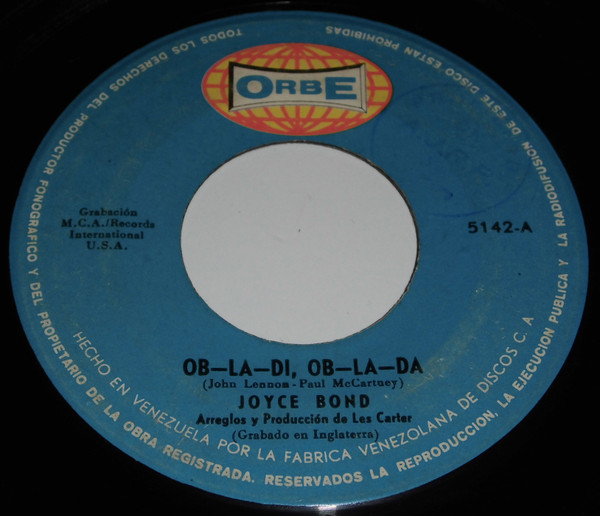 ORBE
Grabación
M.C.A./Records
International
U.S.A.
5142-A
OB—LA—DI, OB—LA—DA
(John Lennon - Paul McCartney)
JOYCE BOND
Arreglos y Producción de Les Carter
(Grabado en Inglaterra)
HECHO EN VENEZUELA POR LA FABRICA VENEZOLANA DE DISCOS C A
TODOS LOS DERECHOS DEL PRODUCTOR FONOGRAFICO Y DEL PROPIETARIO DE LA OBRA REGISTRADA. RESERVADOS LA REPRODUCCION, LA EJECUCION PUBLICA Y LA RADIODIFUSION DE ESTE DISCO ESTAN PROHIBIDAS